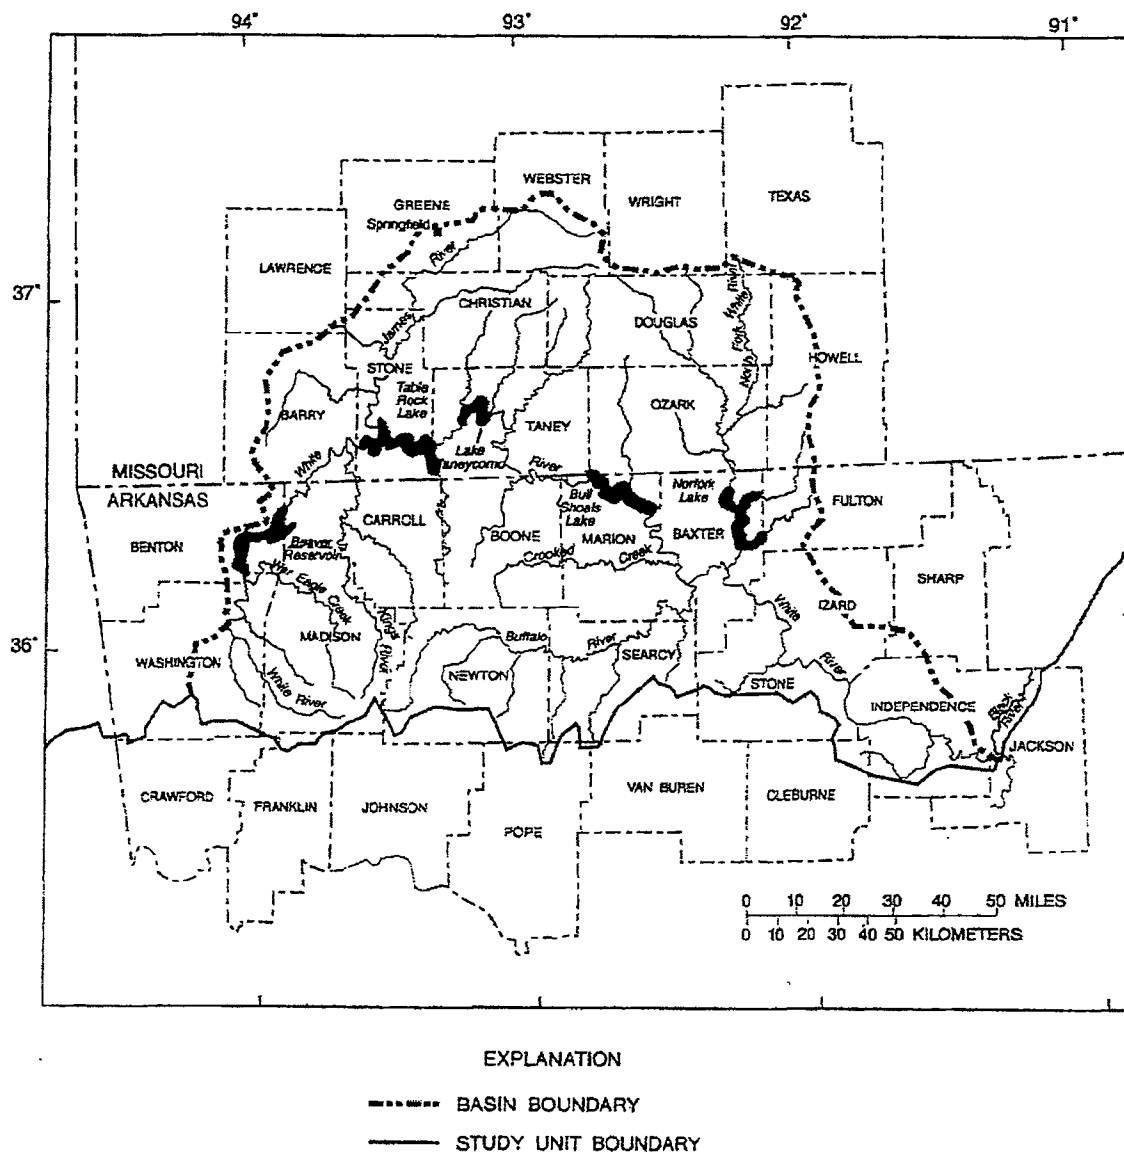 94° 93° 92° 91°
WEBSTER
GREENE
WRIGHT
TEXAS
Springfield
River
LAWRENCE
37°
CHRISTIAN
White River
DOUGLAS
James
North Fork
HOWELL
STONE
Table
Rock
Lake
BARRY
OZARK
TANEY
Lake
Taneycomo
White
River
MISSOURI
ARKANSAS
Norfork
Lake
Bull
Shoals
Lake
FULTON
CARROLL
BENTON
BOONE
MARION
BAXTER
Beaver
Reservoir
Crooked Creek
War Eagle Creek
SHARP
IZARD
White
36°
MADISON
Kings River
Buffalo River
SEARCY
WASHINGTON
White River
NEWTON
River
STONE
INDEPENDENCE
Black
River
JACKSON
CRAWFORD
FRANKLIN
JOHNSON
POPE
VAN BUREN
CLEBURNE
0 10 20 30 40 50 MILES
0 10 20 30 40 50 KILOMETERS
EXPLANATION
BASIN BOUNDARY
STUDY UNIT BOUNDARY